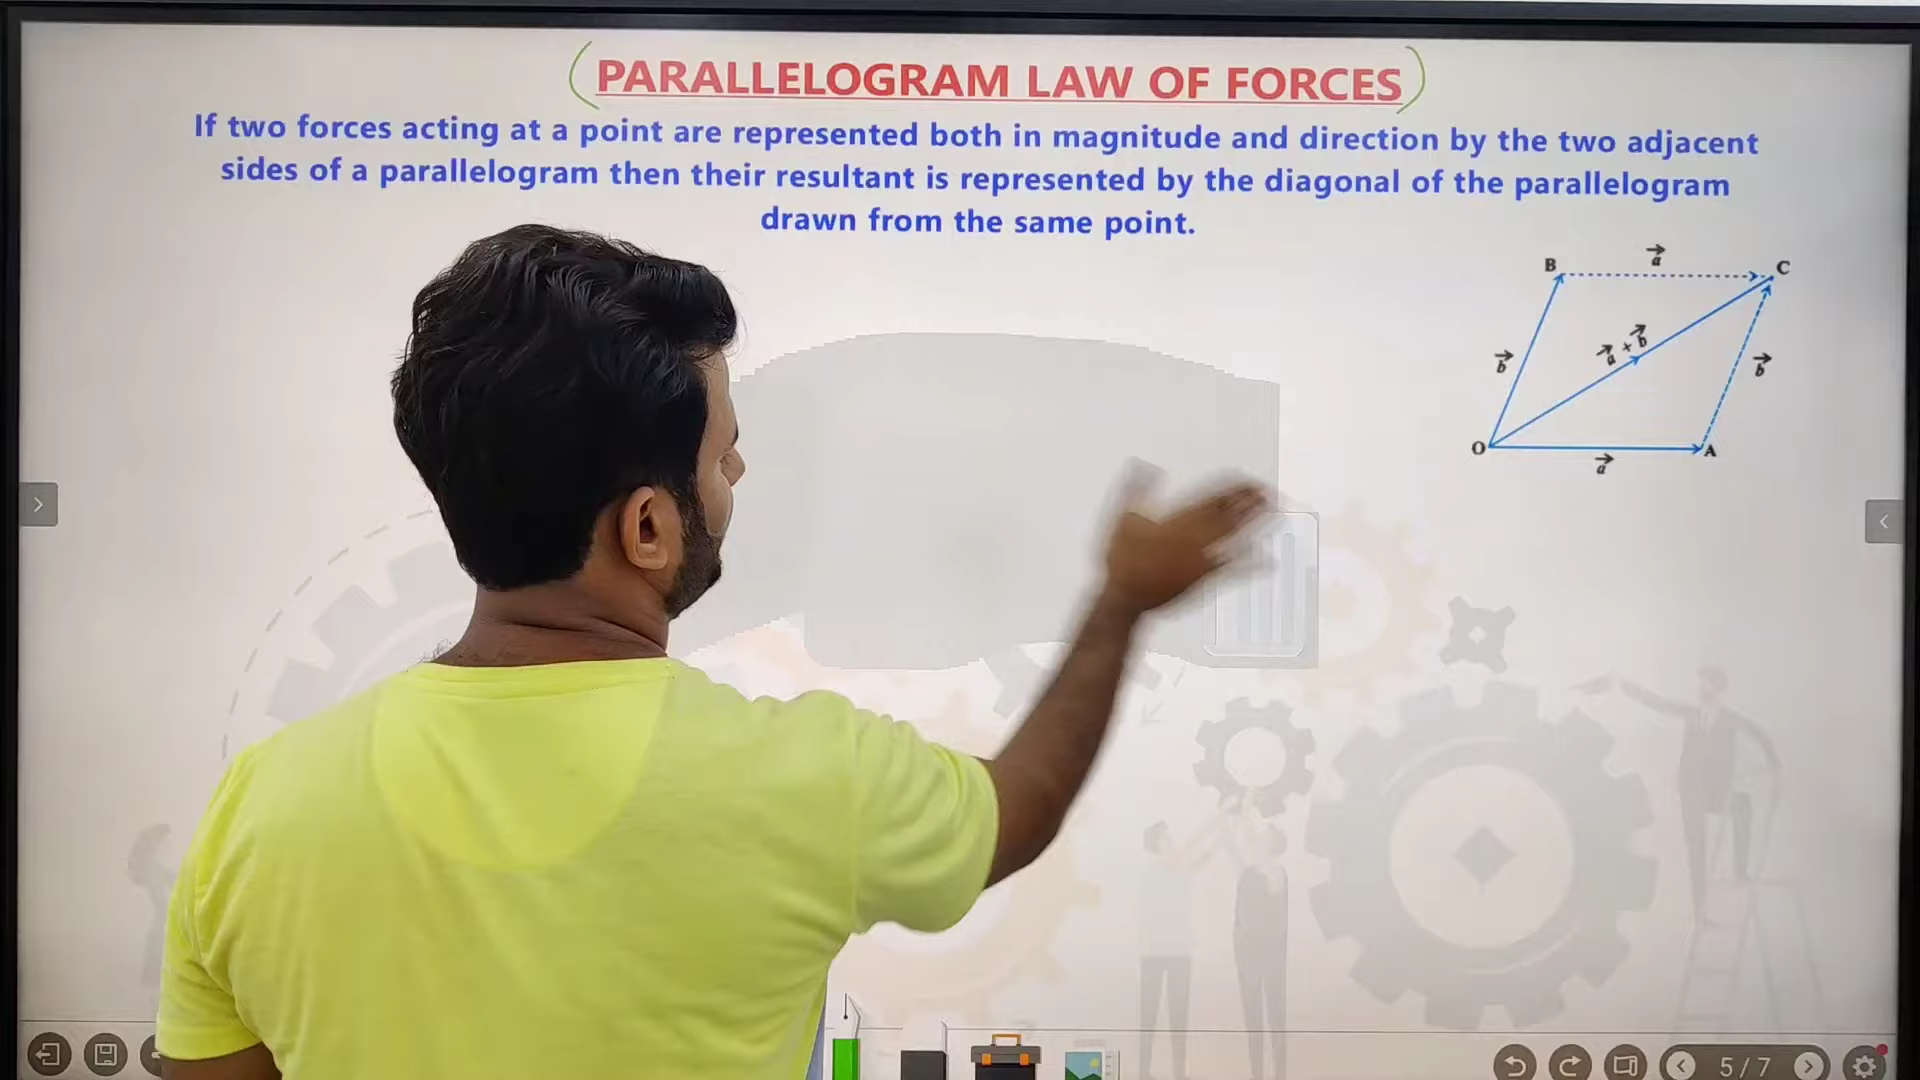 PARALLELOGRAM LAW OF FORCES
If two forces acting at a point are represented both in magnitude and direction by the two adjacent
sides of a parallelogram then their resultant is represented by the diagonal of the parallelogram
drawn from the same point.
B
a⃗
C
b⃗
a⃗ + b⃗
b⃗
O
a⃗
A
5/7